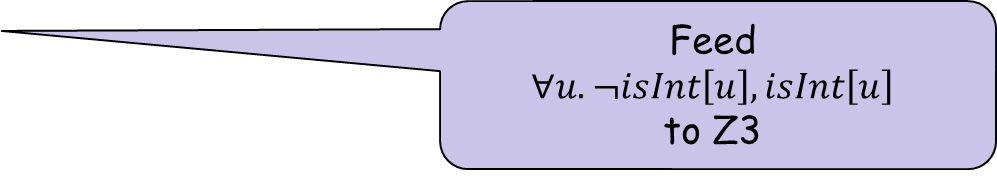 Feed
∀u. ¬isInt[u], isInt[u]
to Z3